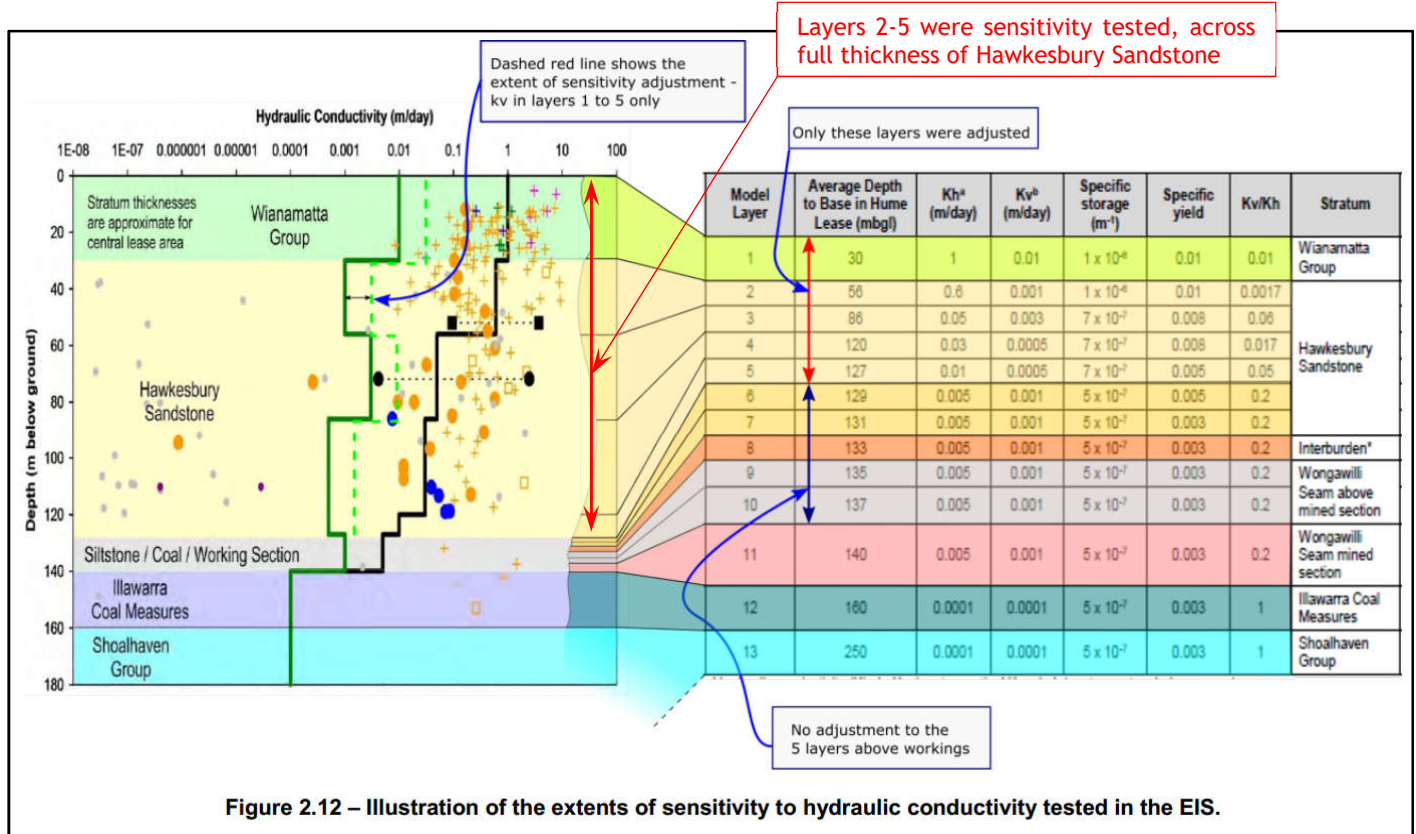 Layers 2-5 were sensitivity tested, across
full thickness of Hawkesbury Sandstone
Dashed red line shows the
extent of sensitivity adjustment -
kv in layers 1 to 5 only
Only these layers were adjusted
Hydraulic Conductivity (m/day)
1E-08 1E-07 0.000001 0.00001 0.0001 0.001 0.01 0.1 1 10 100
Depth (m below ground)
0
20
40
60
80
100
120
140
160
180
Stratum thicknesses
are approximate for
central lease area
Wianamatta
Group
Hawkesbury
Sandstone
Siltstone / Coal / Working Section
Illawarra
Coal Measures
Shoalhaven
Group
Model Layer Average Depth to Base in Hume Lease (mbgl) Khᵃ (m/day) Kvᵇ (m/day) Specific storage (m⁻¹) Specific yield Kv/Kh Stratum
1 30 1 0.01 1 x 10⁻⁶ 0.01 0.01 Wianamatta Group
2 56 0.6 0.001 1 x 10⁻⁶ 0.01 0.0017 Hawkesbury Sandstone
3 86 0.05 0.003 7 x 10⁻⁷ 0.008 0.06
4 120 0.03 0.0005 7 x 10⁻⁷ 0.008 0.017
5 127 0.01 0.0005 7 x 10⁻⁷ 0.005 0.05
6 129 0.005 0.001 5 x 10⁻⁷ 0.005 0.2
7 131 0.005 0.001 5 x 10⁻⁷ 0.003 0.2
8 133 0.005 0.001 5 x 10⁻⁷ 0.003 0.2 Interburden*
9 135 0.005 0.001 5 x 10⁻⁷ 0.003 0.2 Wongawilli Seam above mined section
10 137 0.005 0.001 5 x 10⁻⁷ 0.003 0.2
11 140 0.005 0.001 5 x 10⁻⁷ 0.003 0.2 Wongawilli Seam mined section
12 160 0.0001 0.0001 5 x 10⁻⁷ 0.003 1 Illawarra Coal Measures
13 250 0.0001 0.0001 5 x 10⁻⁷ 0.003 1 Shoalhaven Group
No adjustment to the
5 layers above workings
Figure 2.12 – Illustration of the extents of sensitivity to hydraulic conductivity tested in the EIS.